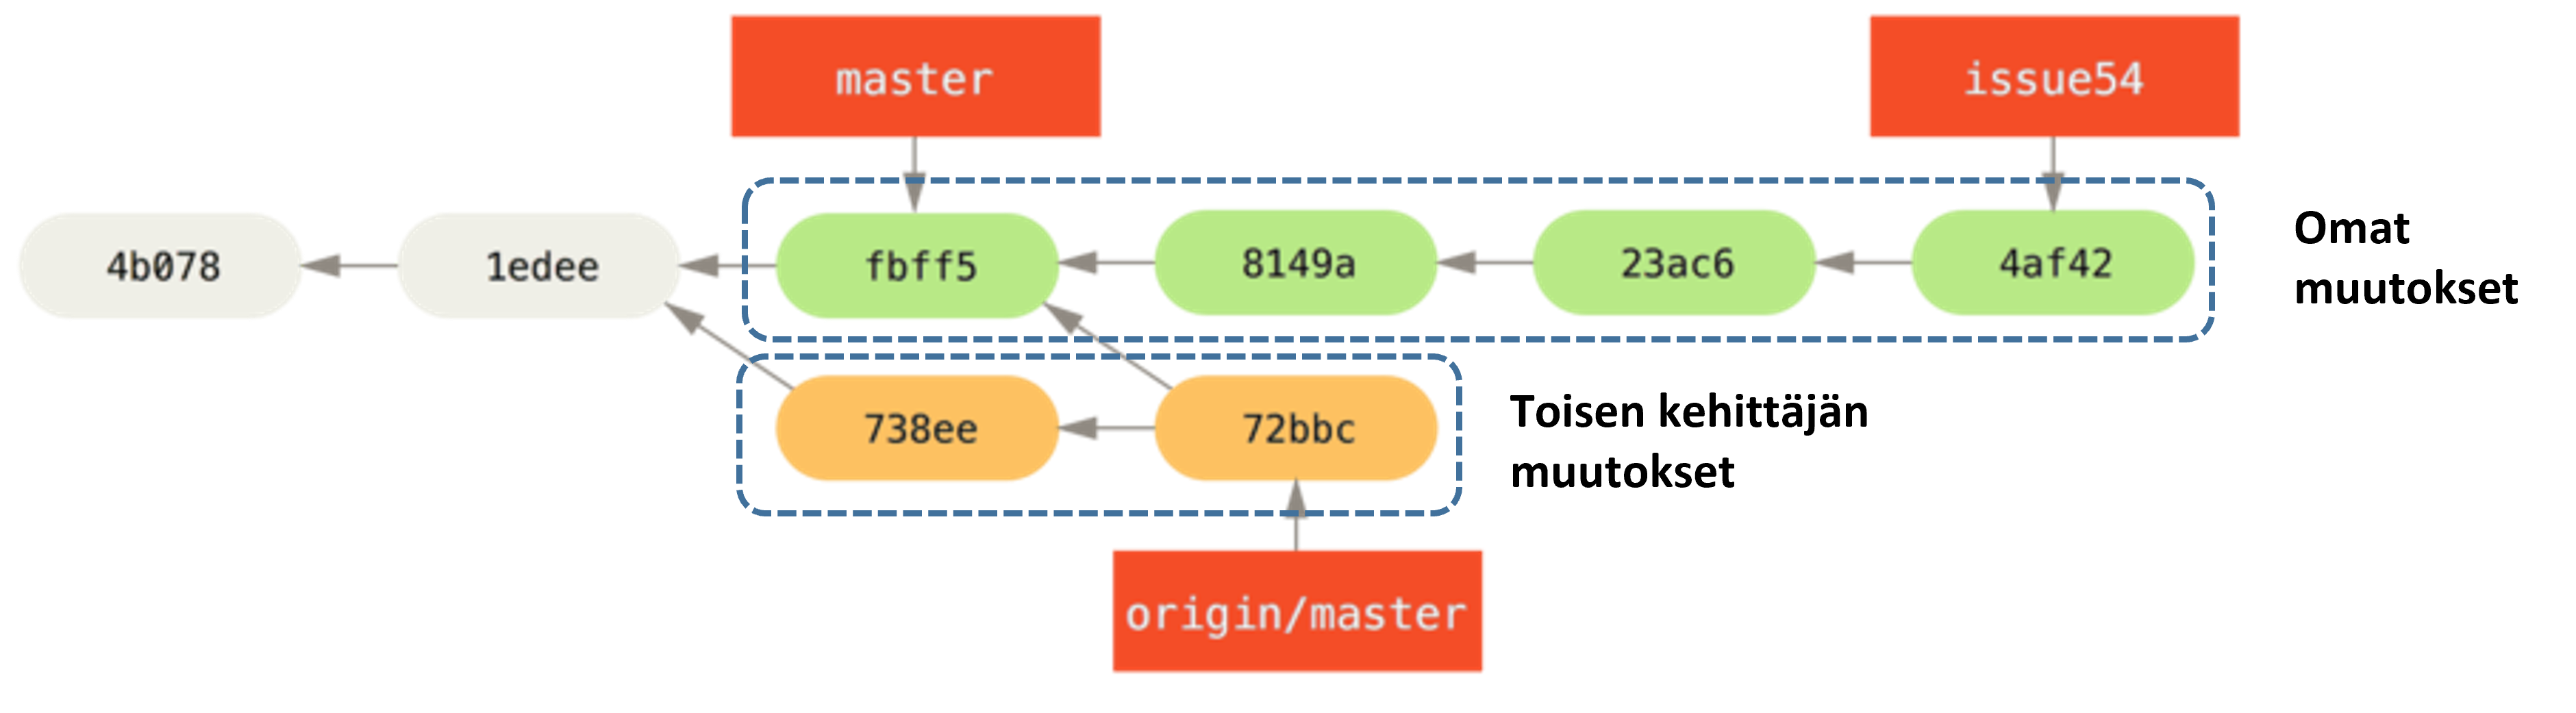 master
issue54
4b078
1edee
fbff5
8149a
23ac6
4af42
Omat
muutokset
738ee
72bbc
Toisen kehittäjän
muutokset
origin/master